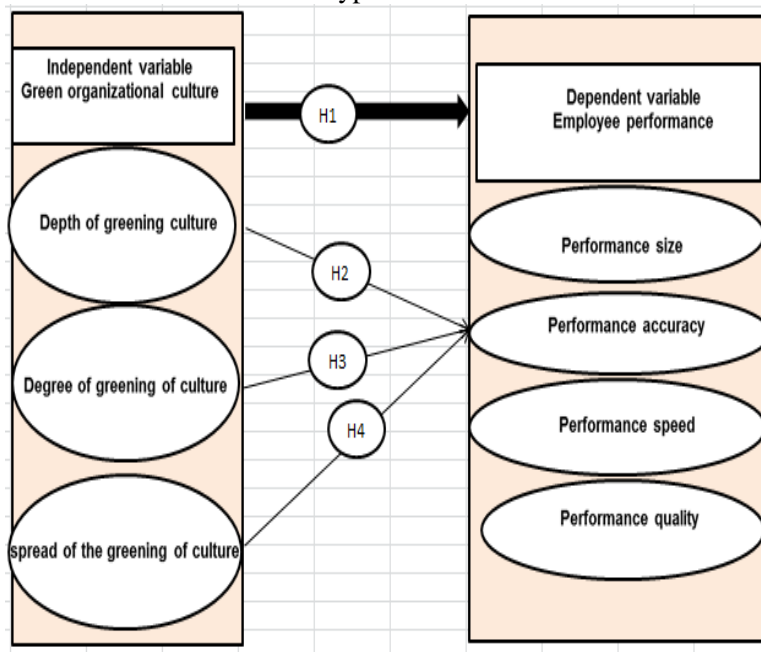 Independent variable
Green organizational culture
H1
Dependent variable
Employee performance
Depth of greening culture
H2
Performance size
Performance accuracy
Degree of greening of culture
H3
H4
Performance speed
Performance quality
spread of the greening of culture